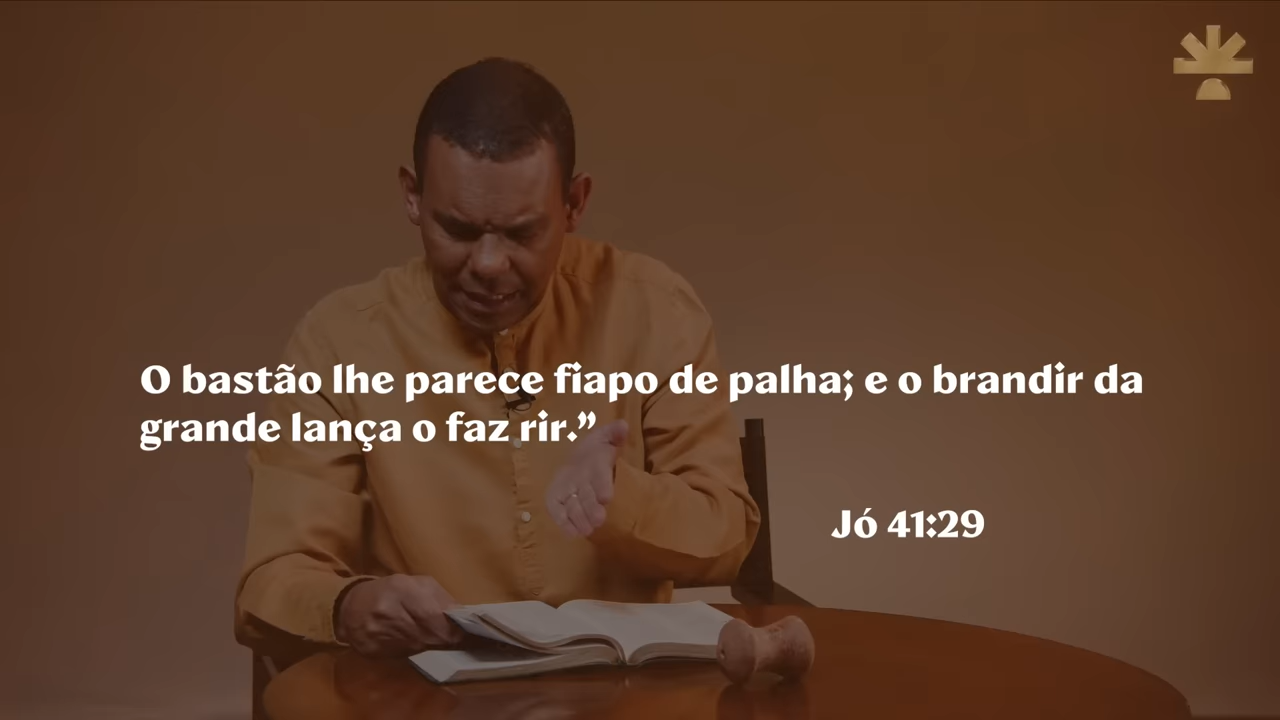 O bastão lhe parece fiapo de palha; e o brandir da
grande lança o faz rir.”
Jó 41:29